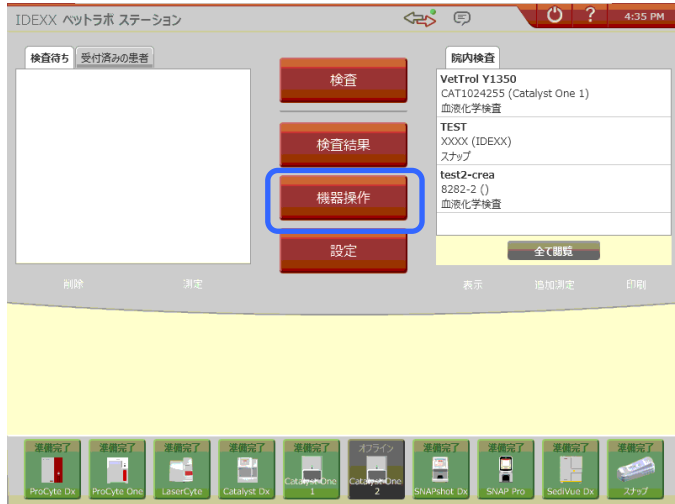 IDEXX ペットラボ ステーション
? 4:35 PM
検査待ち 受付済みの患者
検査
検査結果
機器操作
設定
院内検査
VetTrol Y1350
CAT1024255 (Catalyst One 1)
血液化学検査
TEST
XXXX (IDEXX)
スナップ
test2-crea
8282-2 ()
血液化学検査
全て閲覧
削除 測定 表示 追加測定 印刷
準備完了 準備完了 準備完了 準備完了 準備完了 オフライン 準備完了 準備完了 準備完了 準備完了
ProCyte Dx ProCyte One LaserCyte Catalyst Dx Catalyst One 1 Catalyst One 2 SNAPshot Dx SNAP Pro SediVue Dx スナップ